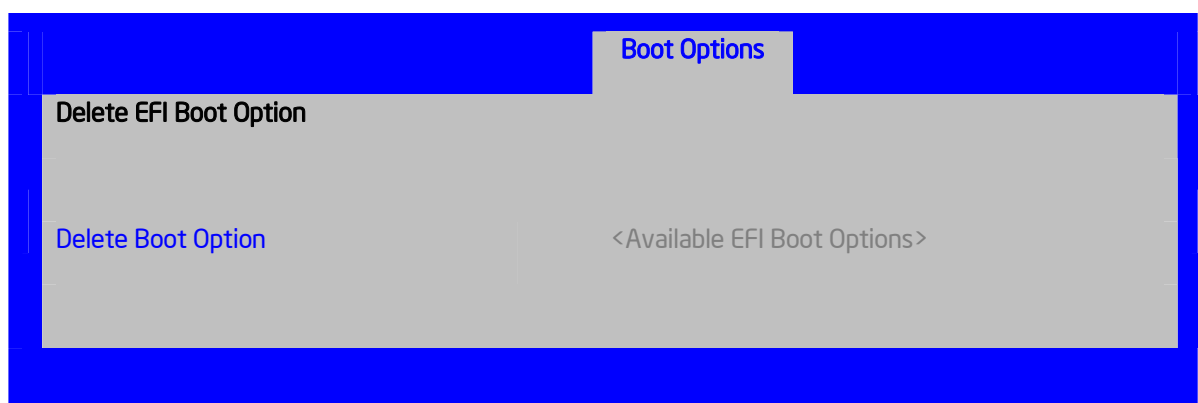 Boot Options
Delete EFI Boot Option
Delete Boot Option <Available EFI Boot Options>